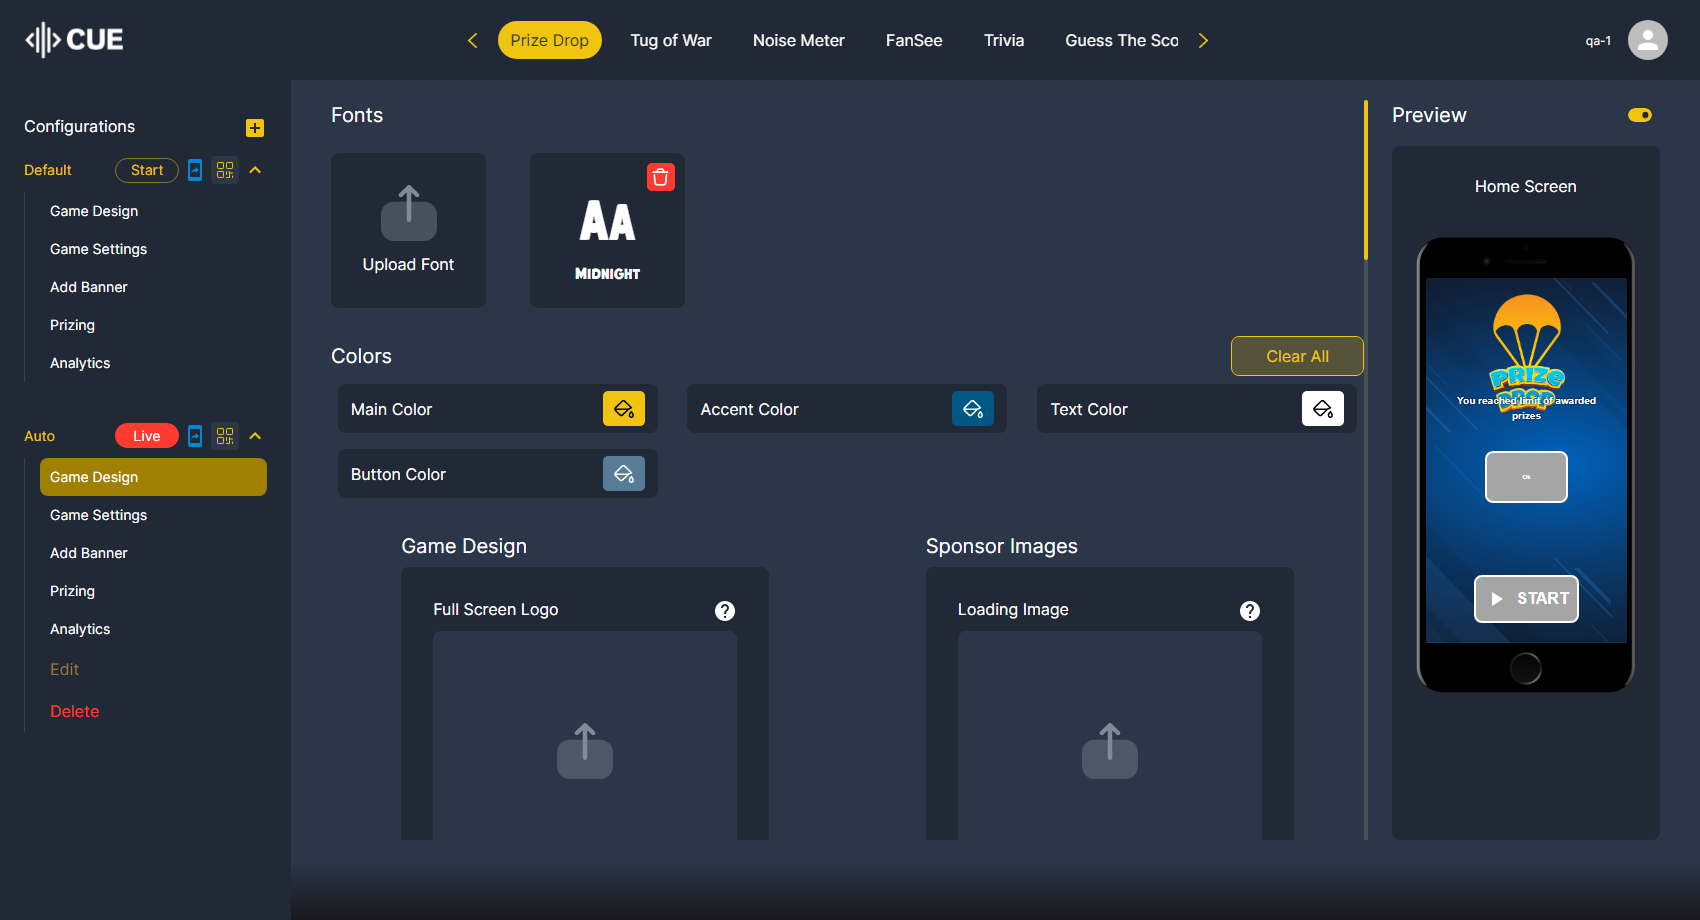 CUE
Prize Drop
Tug of War
Noise Meter
FanSee
Trivia
Guess The Sco
qa-1
Configurations
Default
Start
Game Design
Game Settings
Add Banner
Prizing
Analytics
Auto
Live
Game Design
Game Settings
Add Banner
Prizing
Analytics
Edit
Delete
Fonts
Upload Font
AA
MIDNIGHT
Colors
Clear All
Main Color
Accent Color
Text Color
Button Color
Game Design
Full Screen Logo
?
Sponsor Images
Loading Image
?
Preview
Home Screen
PRIZE
DROP
You reached limit of awarded
prizes
Ok
START